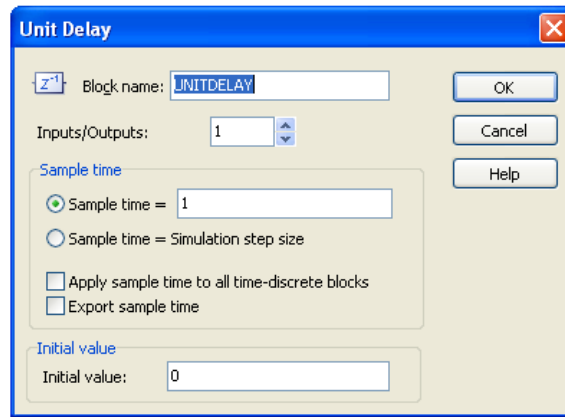 Unit Delay
Z⁻¹ Block name: UNITDELAY
OK
Inputs/Outputs: 1
Cancel
Help
Sample time
Sample time = 1
Sample time = Simulation step size
Apply sample time to all time-discrete blocks
Export sample time
Initial value
Initial value: 0